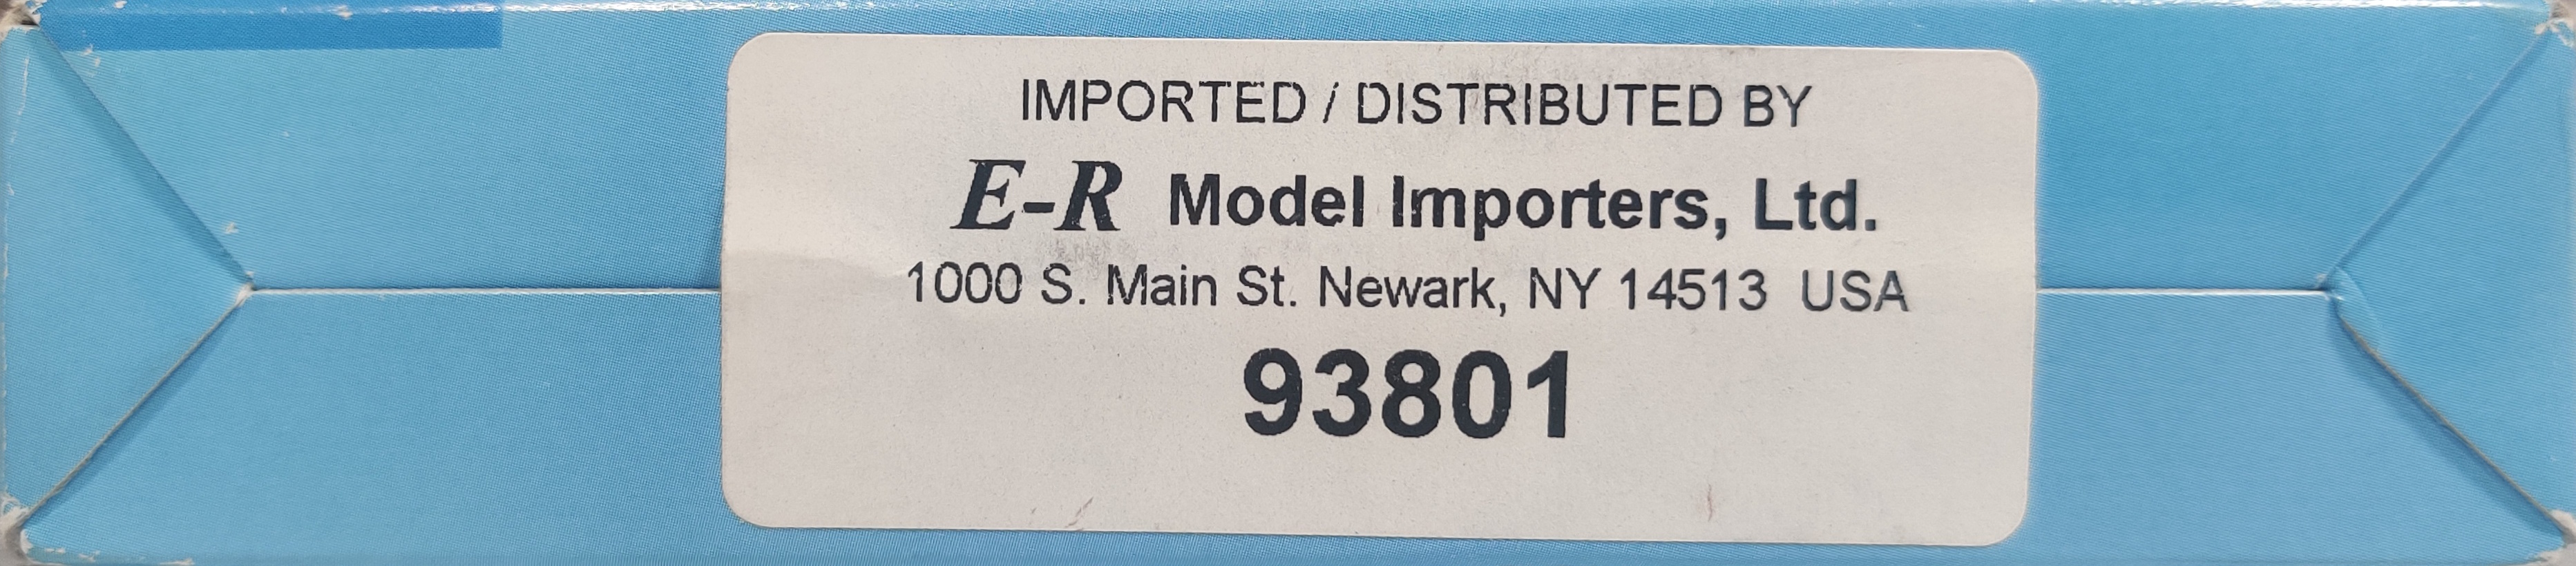 IMPORTED / DISTRIBUTED BY
E-R Model Importers, Ltd.
1000 S. Main St. Newark, NY 14513 USA
93801